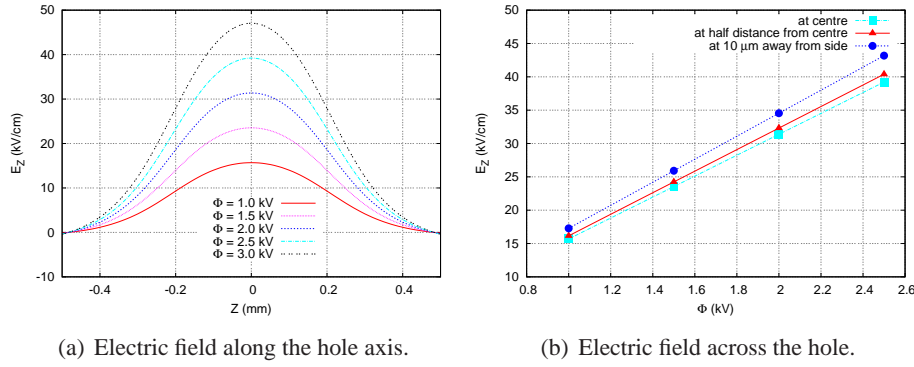 50
40
30
20
10
0
-10
-0.4
-0.2
0
0.2
0.4
E_Z (kV/cm)
Z (mm)
Φ = 1.0 kV
Φ = 1.5 kV
Φ = 2.0 kV
Φ = 2.5 kV
Φ = 3.0 kV
(a) Electric field along the hole axis.
50
45
40
35
30
25
20
15
10
0.8
1
1.2
1.4
1.6
1.8
2
2.2
2.4
2.6
E_Z (kV/cm)
Φ (kV)
at centre
at half distance from centre
at 10 μm away from side
(b) Electric field across the hole.